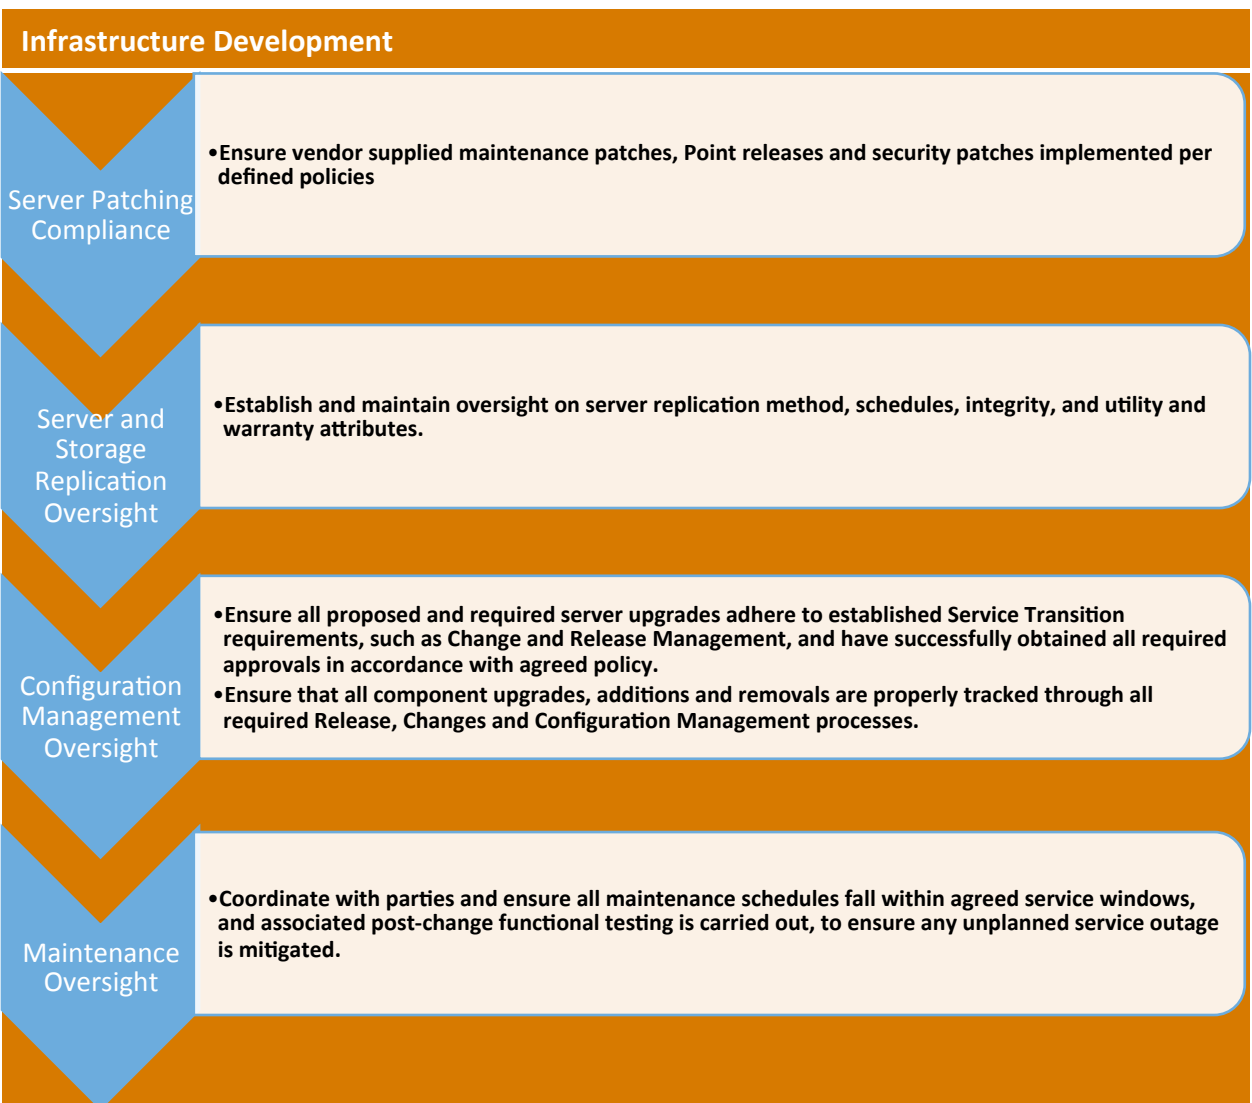 Infrastructure Development
Server Patching
Compliance
•Ensure vendor supplied maintenance patches, Point releases and security patches implemented per
defined policies
Server and
Storage
Replication
Oversight
•Establish and maintain oversight on server replication method, schedules, integrity, and utility and
warranty attributes.
Configuration
Management
Oversight
•Ensure all proposed and required server upgrades adhere to established Service Transition
requirements, such as Change and Release Management, and have successfully obtained all required
approvals in accordance with agreed policy.
•Ensure that all component upgrades, additions and removals are properly tracked through all
required Release, Changes and Configuration Management processes.
Maintenance
Oversight
•Coordinate with parties and ensure all maintenance schedules fall within agreed service windows,
and associated post-change functional testing is carried out, to ensure any unplanned service outage
is mitigated.